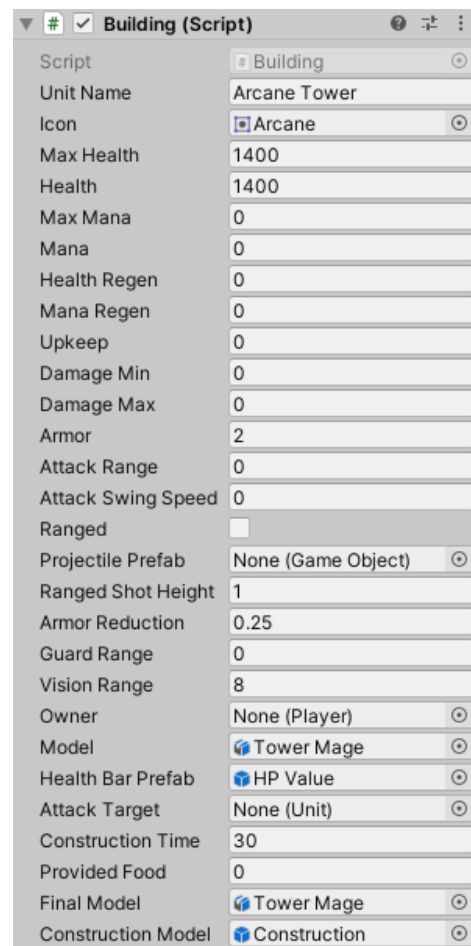 Building (Script)
Script Building
Unit Name Arcane Tower
Icon Arcane
Max Health 1400
Health 1400
Max Mana 0
Mana 0
Health Regen 0
Mana Regen 0
Upkeep 0
Damage Min 0
Damage Max 0
Armor 2
Attack Range 0
Attack Swing Speed 0
Ranged
Projectile Prefab None (Game Object)
Ranged Shot Height 1
Armor Reduction 0.25
Guard Range 0
Vision Range 8
Owner None (Player)
Model Tower Mage
Health Bar Prefab HP Value
Attack Target None (Unit)
Construction Time 30
Provided Food 0
Final Model Tower Mage
Construction Model Construction